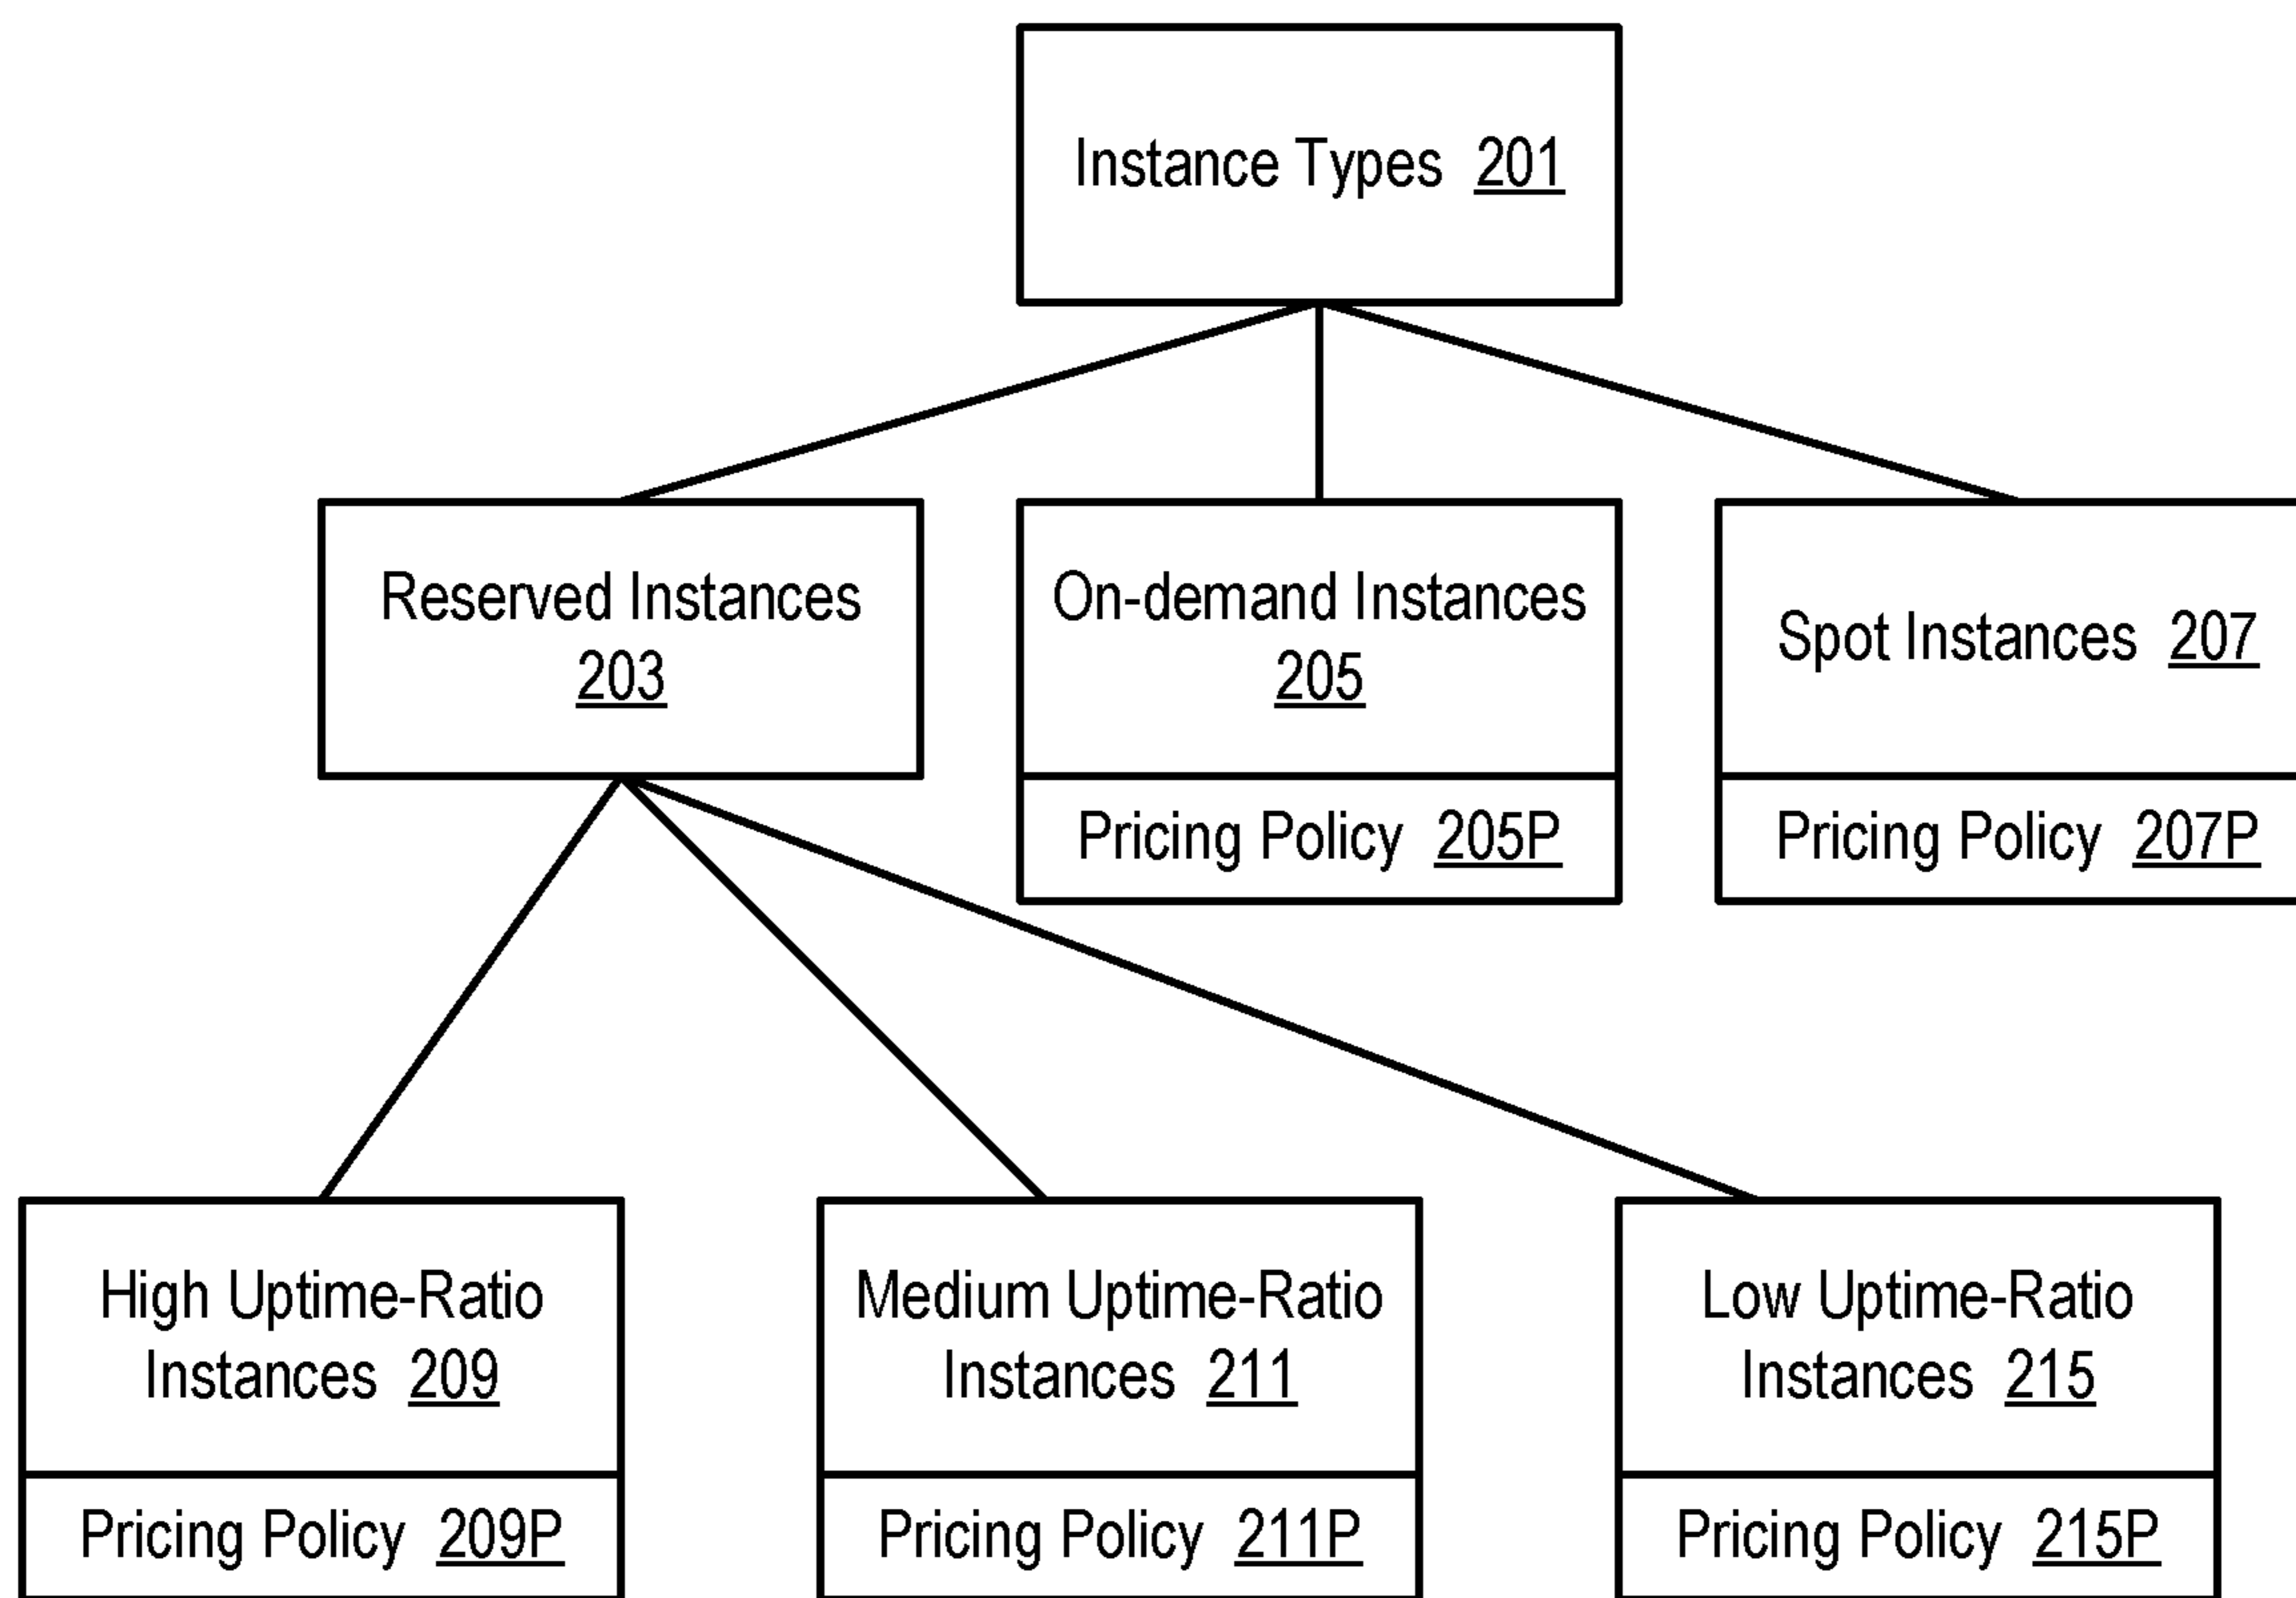 Instance Types 201
Reserved Instances
203
On-demand Instances
205
Pricing Policy 205P
Spot Instances 207
Pricing Policy 207P
High Uptime-Ratio
Instances 209
Pricing Policy 209P
Medium Uptime-Ratio
Instances 211
Pricing Policy 211P
Low Uptime-Ratio
Instances 215
Pricing Policy 215P